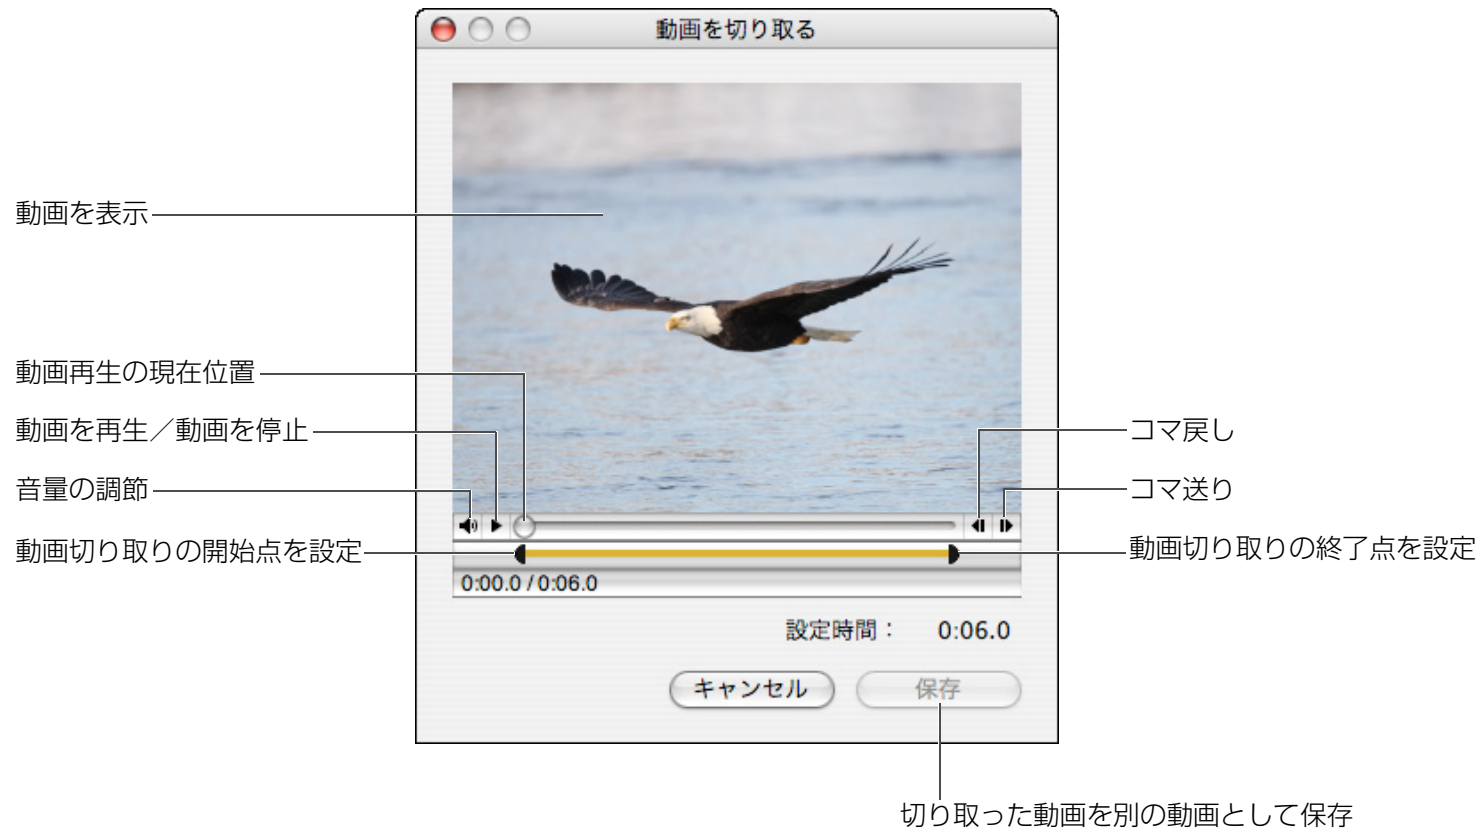 動画を切り取る
動画を表示
動画再生の現在位置
動画を再生／動画を停止
音量の調節
動画切り取りの開始点を設定
コマ戻し
コマ送り
動画切り取りの終了点を設定
0:00.0 / 0:06.0
設定時間： 0:06.0
キャンセル 保存
切り取った動画を別の動画として保存